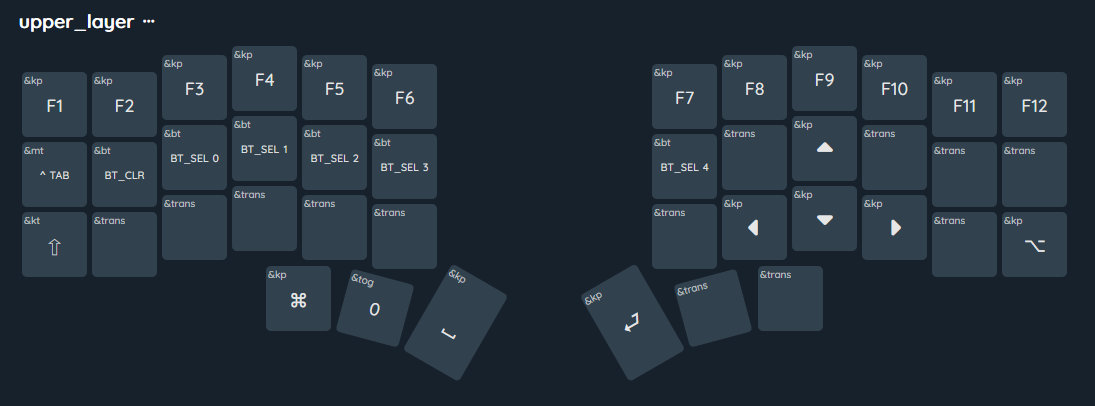 upper_layer ...
&kp F1
&kp F2
&kp F3
&kp F4
&kp F5
&kp F6
&kp F7
&kp F8
&kp F9
&kp F10
&kp F11
&kp F12
&mt ^ TAB
&bt BT_CLR
&bt BT_SEL 0
&bt BT_SEL 1
&bt BT_SEL 2
&bt BT_SEL 3
&bt BT_SEL 4
&trans
&kp ▲
&trans
&trans
&trans
&kt ⇧
&trans
&trans
&trans
&trans
&trans
&trans
&kp ◀
&kp ▼
&kp ▶
&trans
&kp ⌥
&kp ⌘
&tog 0
&kp ⎵
&kp ⏎
&trans
&trans